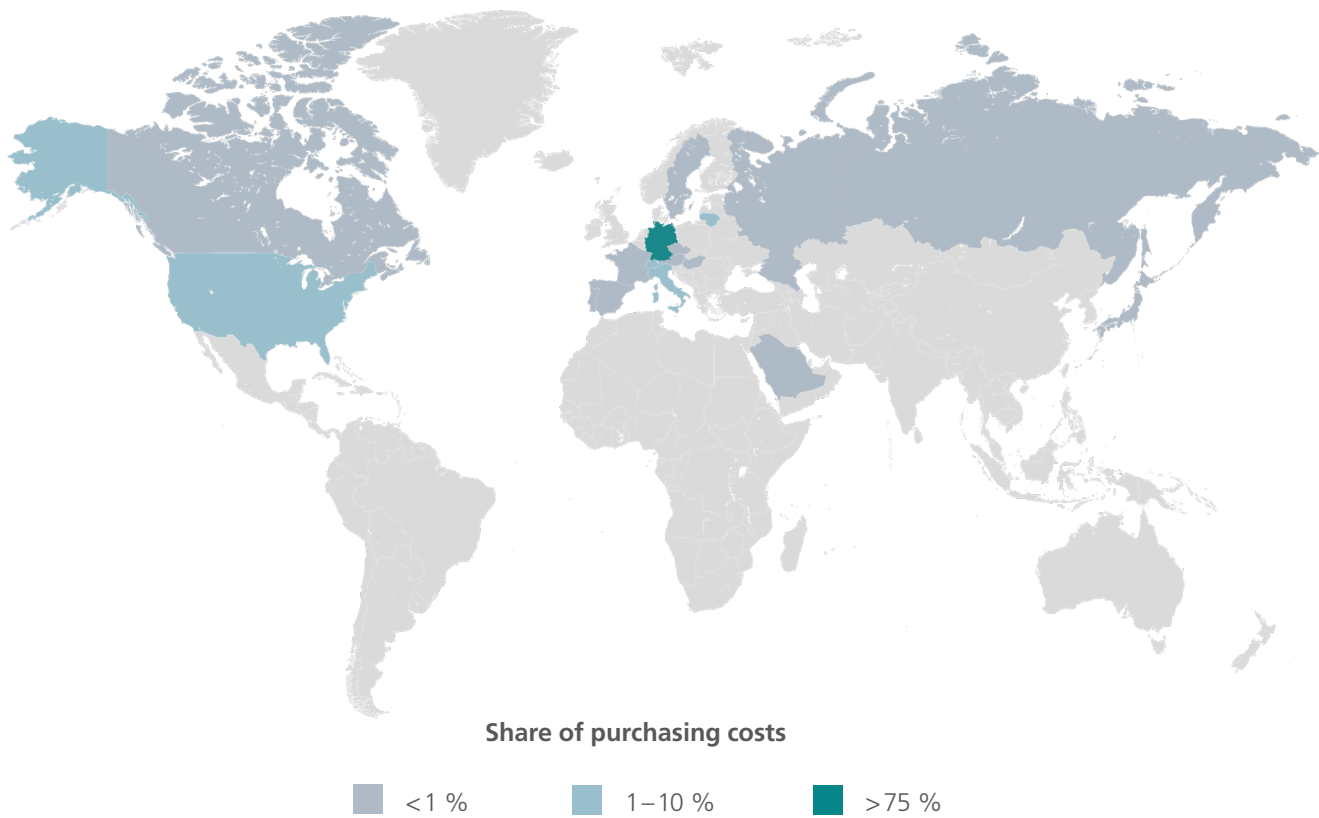 Share of purchasing costs
<1 % 1–10 % >75 %